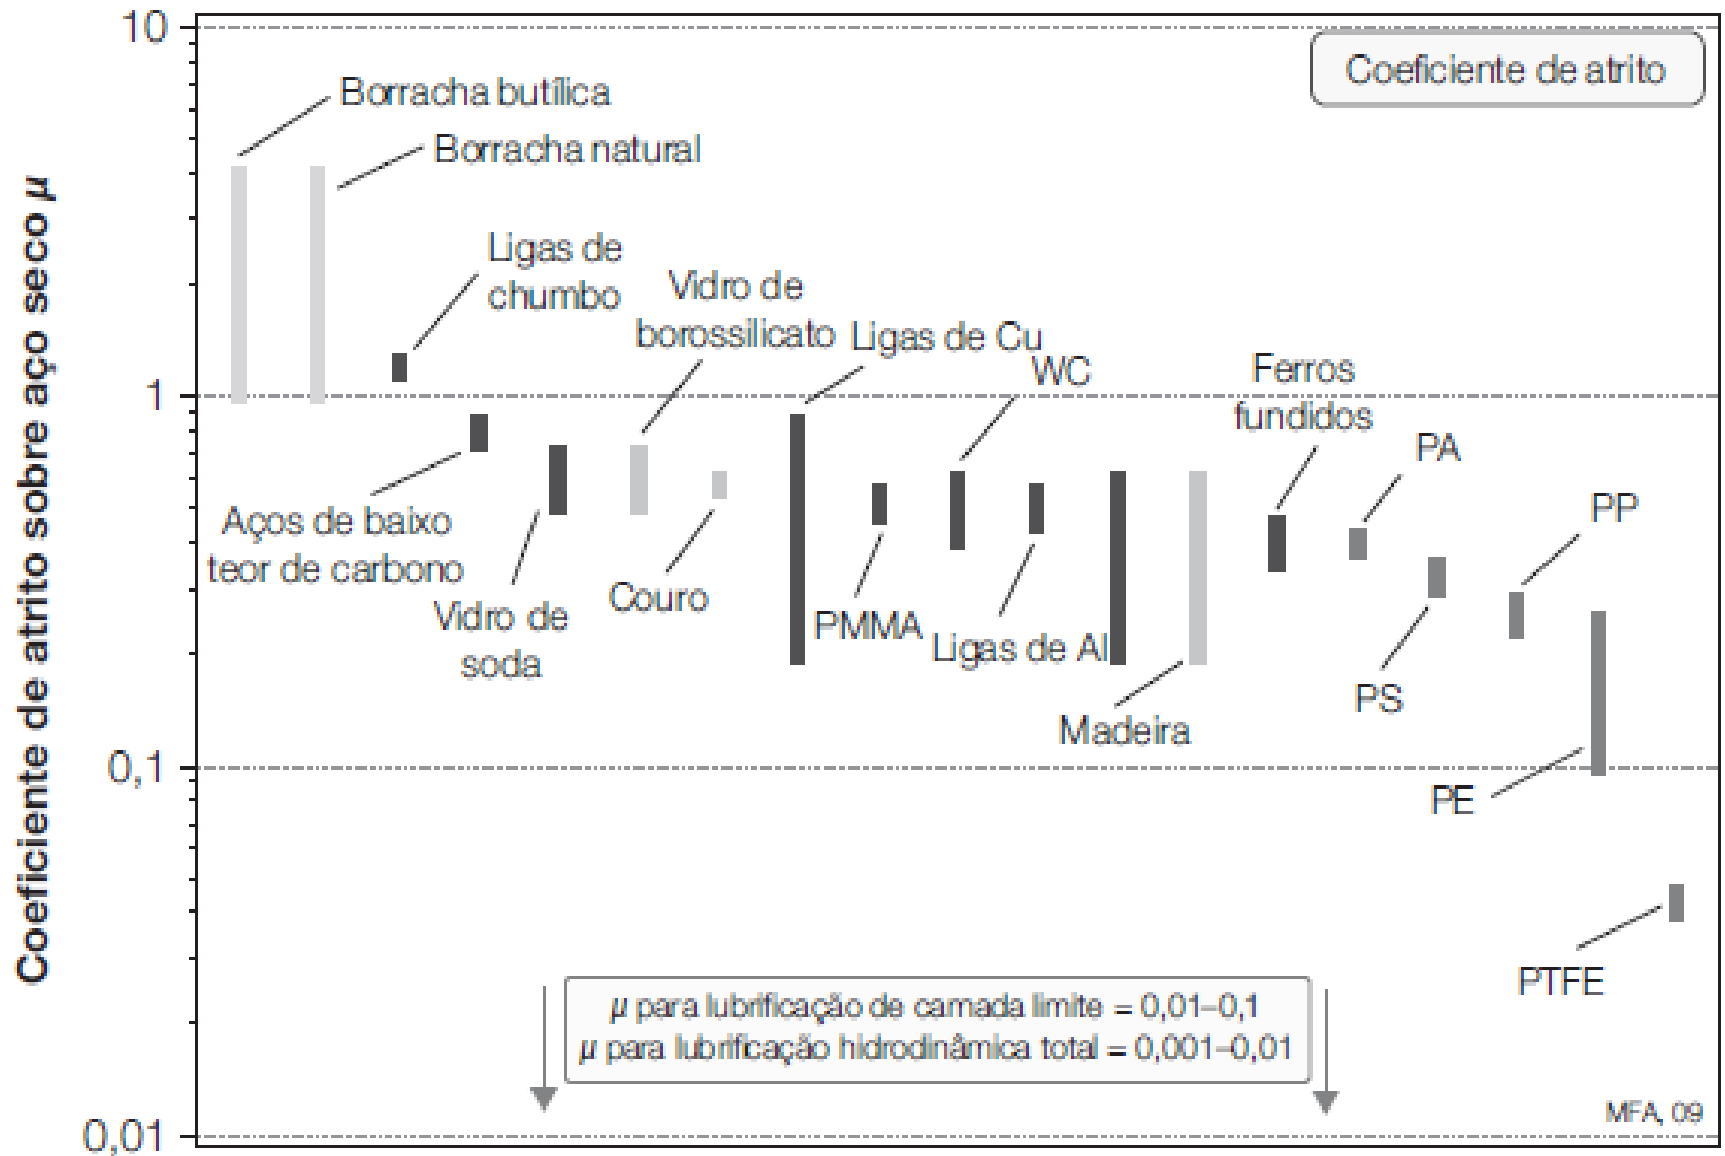 10
Coeficiente de atrito
Borracha butílica
Borracha natural
Ligas de
chumbo
Vidro de
borossilicato
Ligas de Cu
WC
Ferros
fundidos
1
PA
PP
Aços de baixo
teor de carbono
Couro
Vidro de
soda
PMMA
Ligas de Al
PS
Madeira
0,1
PE
PTFE
µ para lubrificação de camada limite = 0,01–0,1
µ para lubrificação hidrodinâmica total = 0,001–0,01
MFA, 09
0,01
Coeficiente de atrito sobre aço seco µ